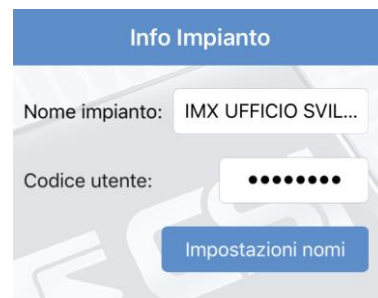 Info Impianto
Nome impianto: IMX UFFICIO SVIL...
Codice utente: ••••••••
Impostazioni nomi